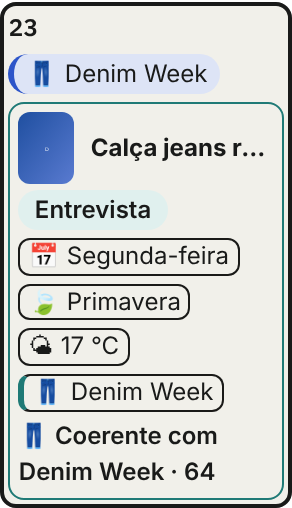 23
👖 Denim Week
Calça jeans r...
Entrevista
📅 Segunda-feira
🍃 Primavera
🌤 17 °C
👖 Denim Week
👖 Coerente com
Denim Week · 64